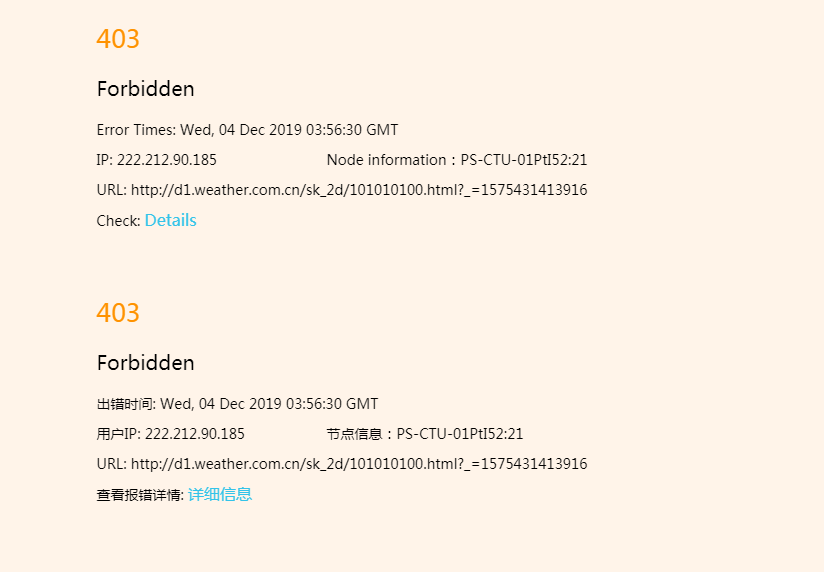 403
Forbidden
Error Times: Wed, 04 Dec 2019 03:56:30 GMT
IP: 222.212.90.185 Node information：PS-CTU-01PtI52:21
URL: http://d1.weather.com.cn/sk_2d/101010100.html?_=1575431413916
Check: Details
403
Forbidden
出错时间: Wed, 04 Dec 2019 03:56:30 GMT
用户IP: 222.212.90.185 节点信息：PS-CTU-01PtI52:21
URL: http://d1.weather.com.cn/sk_2d/101010100.html?_=1575431413916
查看报错详情: 详细信息